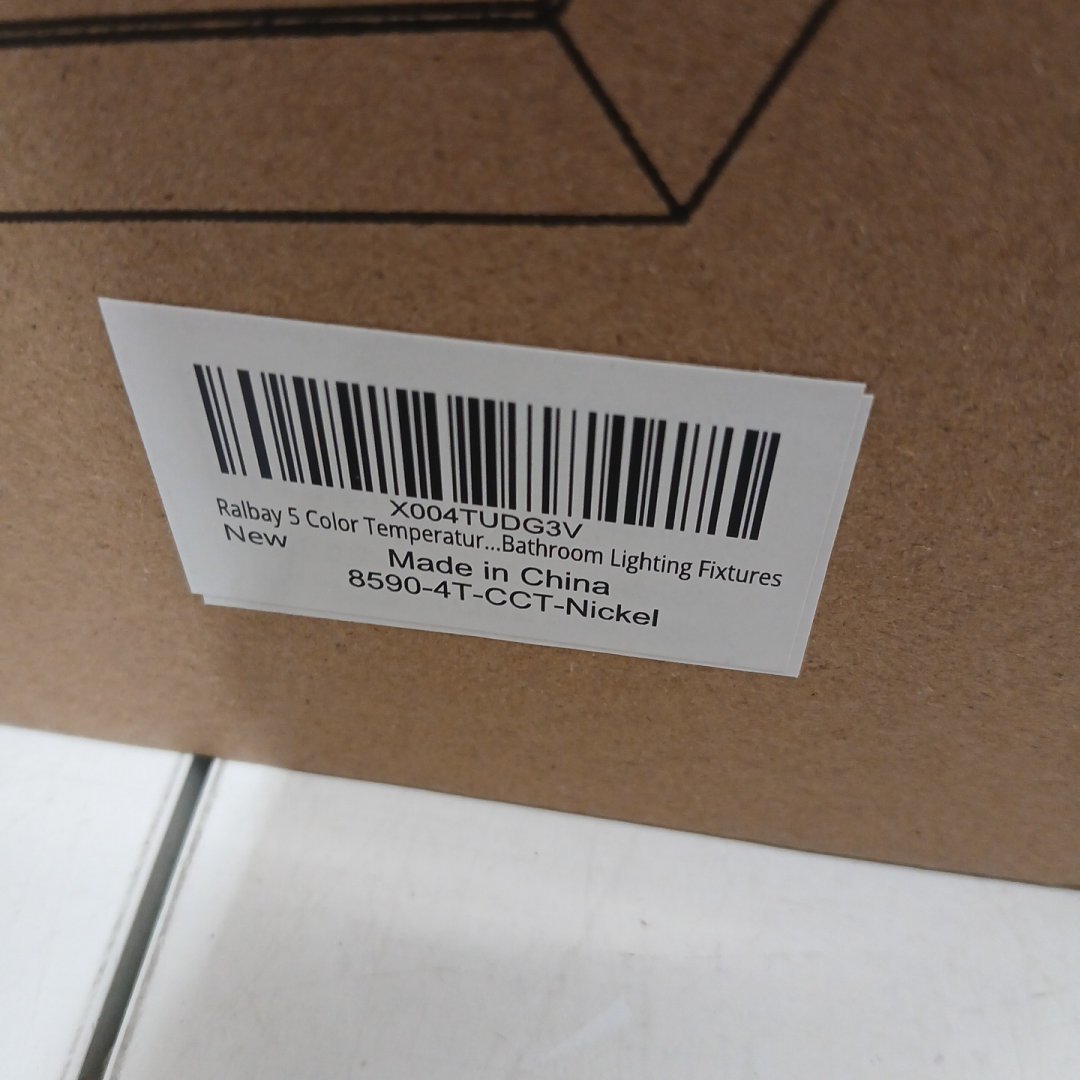 X004TUDG3V
Ralbay 5 Color Temperatur...Bathroom Lighting Fixtures
New
Made in China
8590-4T-CCT-Nickel